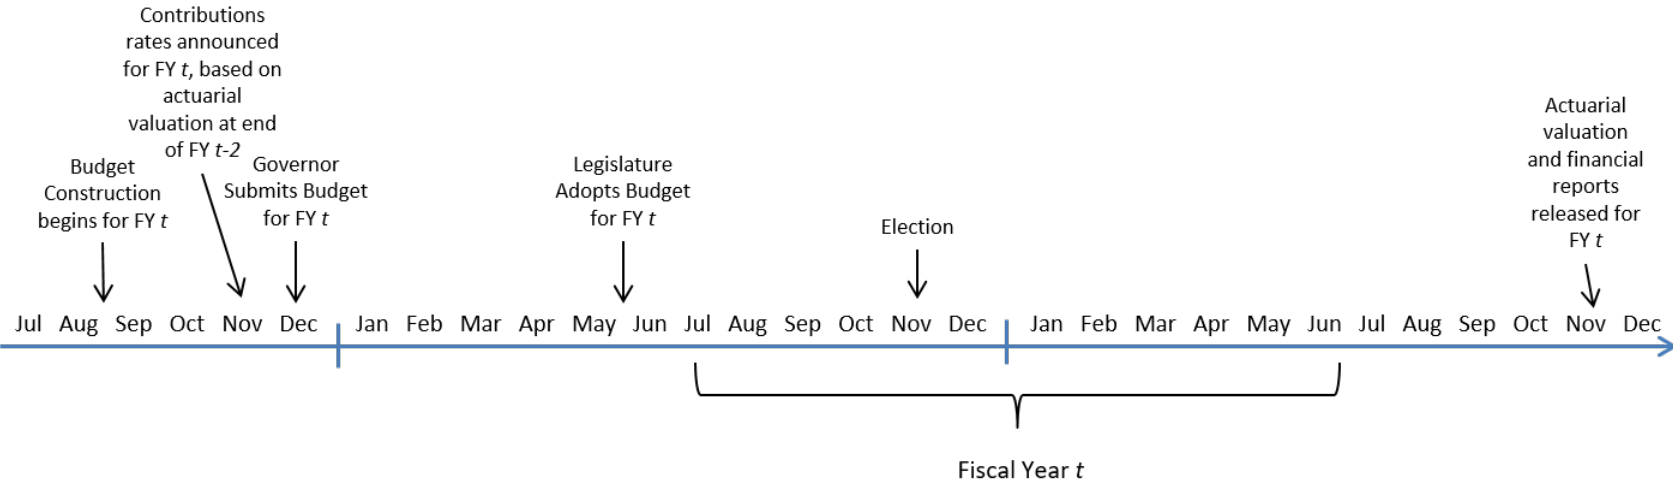 Contributions
rates announced
for FY t, based on
actuarial
valuation at end
of FY t-2
Budget
Construction
begins for FY t
Governor
Submits Budget
for FY t
Legislature
Adopts Budget
for FY t
Election
Actuarial
valuation
and financial
reports
released for
FY t
Jul Aug Sep Oct Nov Dec Jan Feb Mar Apr May Jun Jul Aug Sep Oct Nov Dec Jan Feb Mar Apr May Jun Jul Aug Sep Oct Nov Dec
Fiscal Year t